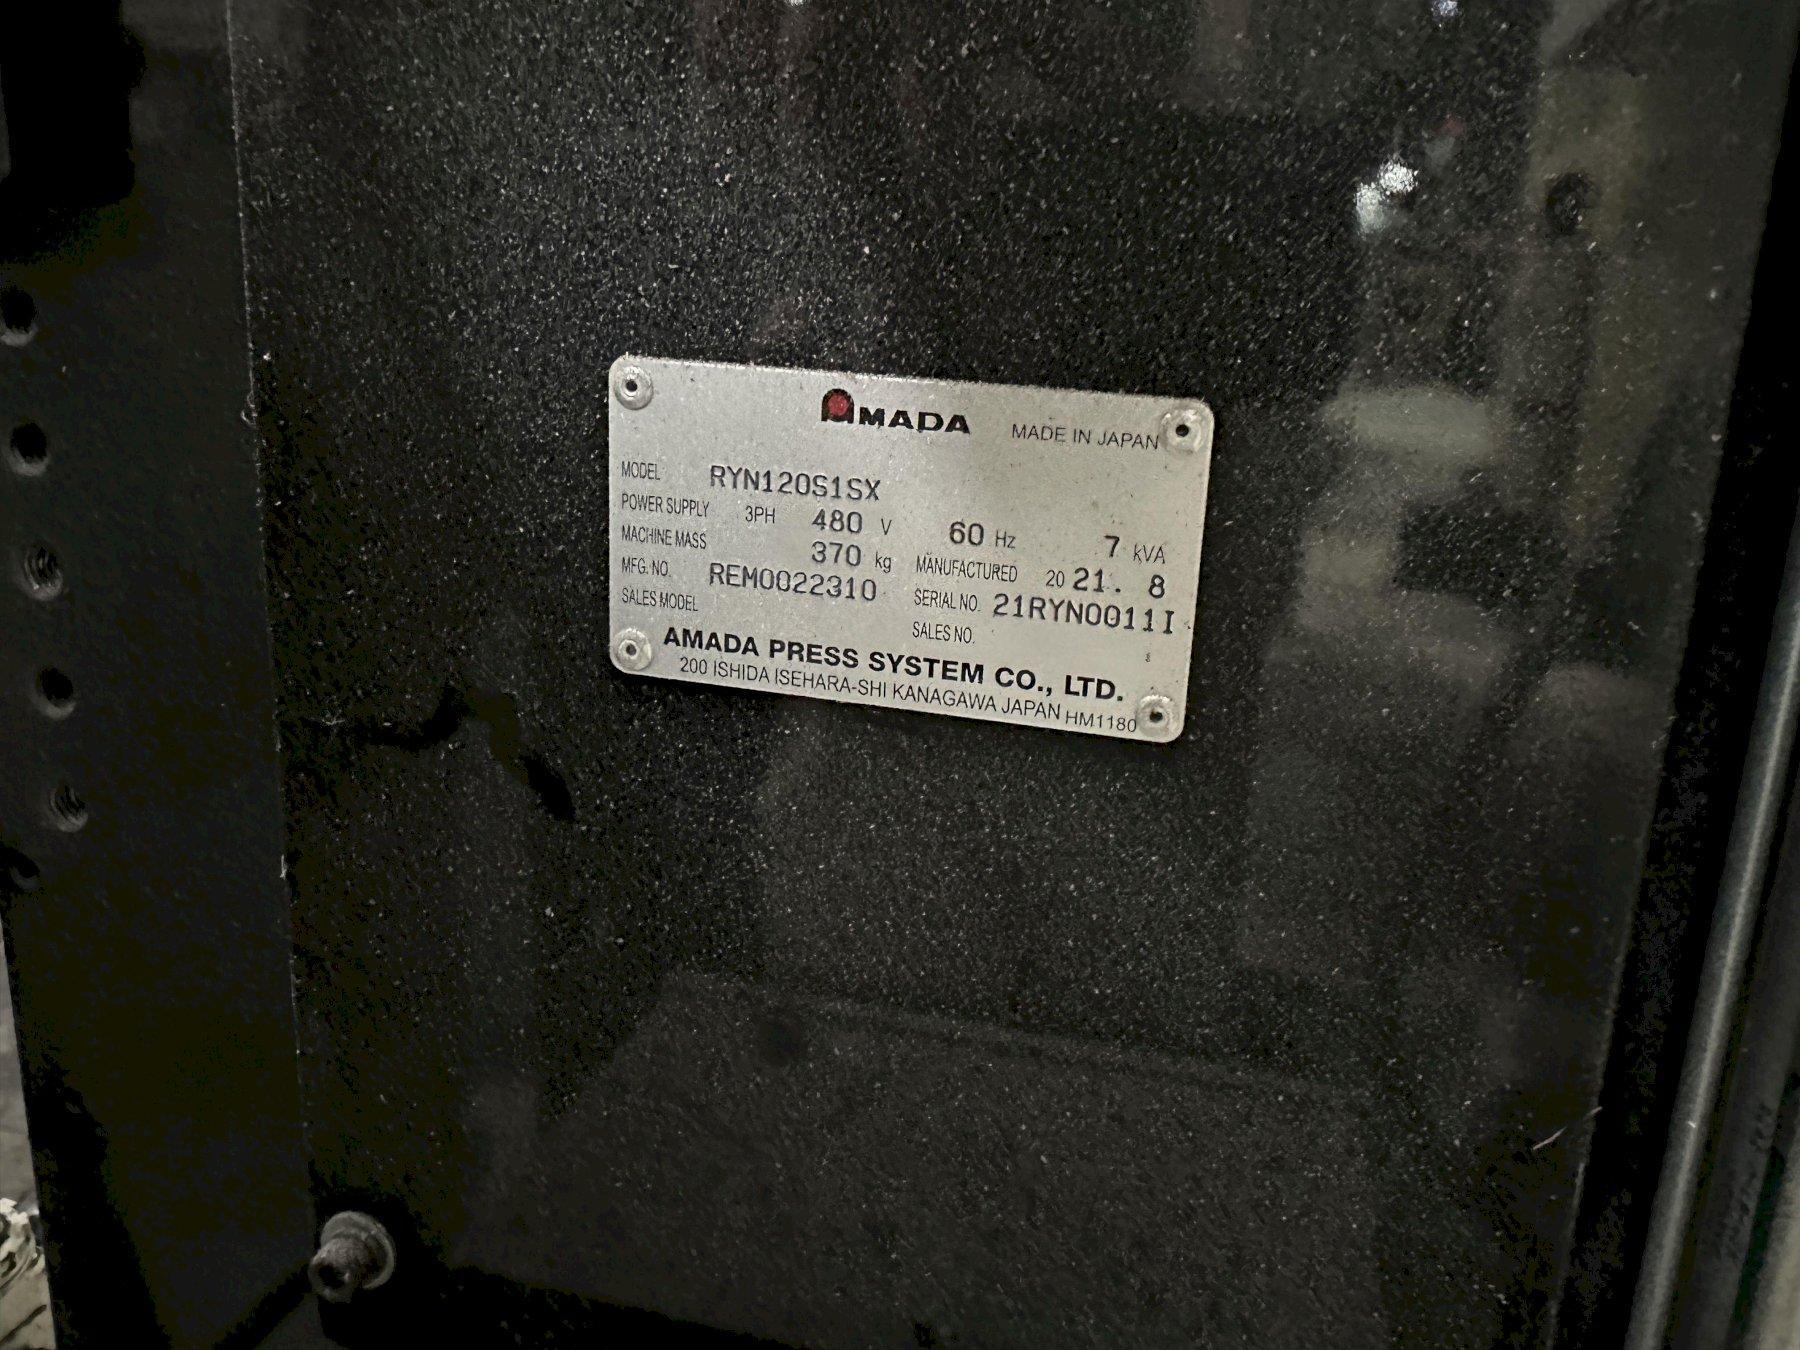 AMADA MADE IN JAPAN
MODEL RYN120S1SX
POWER SUPPLY 3PH 480 V 60 Hz 7 kVA
MACHINE MASS 370 kg MANUFACTURED 20 21. 8
MFG. NO. REM0022310 SERIAL NO. 21RYN0011I
SALES MODEL SALES NO.
AMADA PRESS SYSTEM CO., LTD.
200 ISHIDA ISEHARA-SHI KANAGAWA JAPAN HM1180